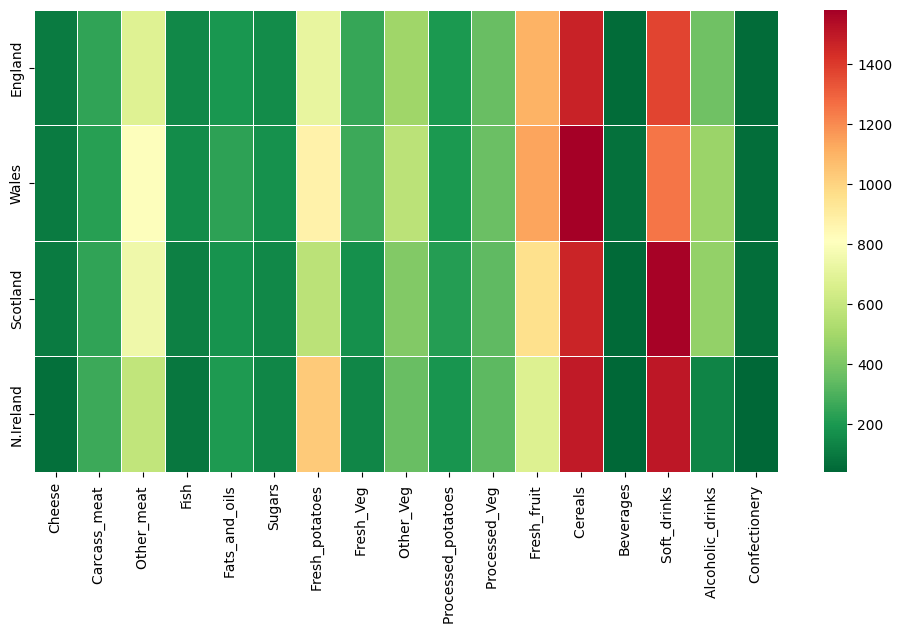 England
Wales
Scotland
N.Ireland
Cheese
Carcass_meat
Other_meat
Fish
Fats_and_oils
Sugars
Fresh_potatoes
Fresh_Veg
Other_Veg
Processed_potatoes
Processed_Veg
Fresh_fruit
Cereals
Beverages
Soft_drinks
Alcoholic_drinks
Confectionery
1400
1200
1000
800
600
400
200